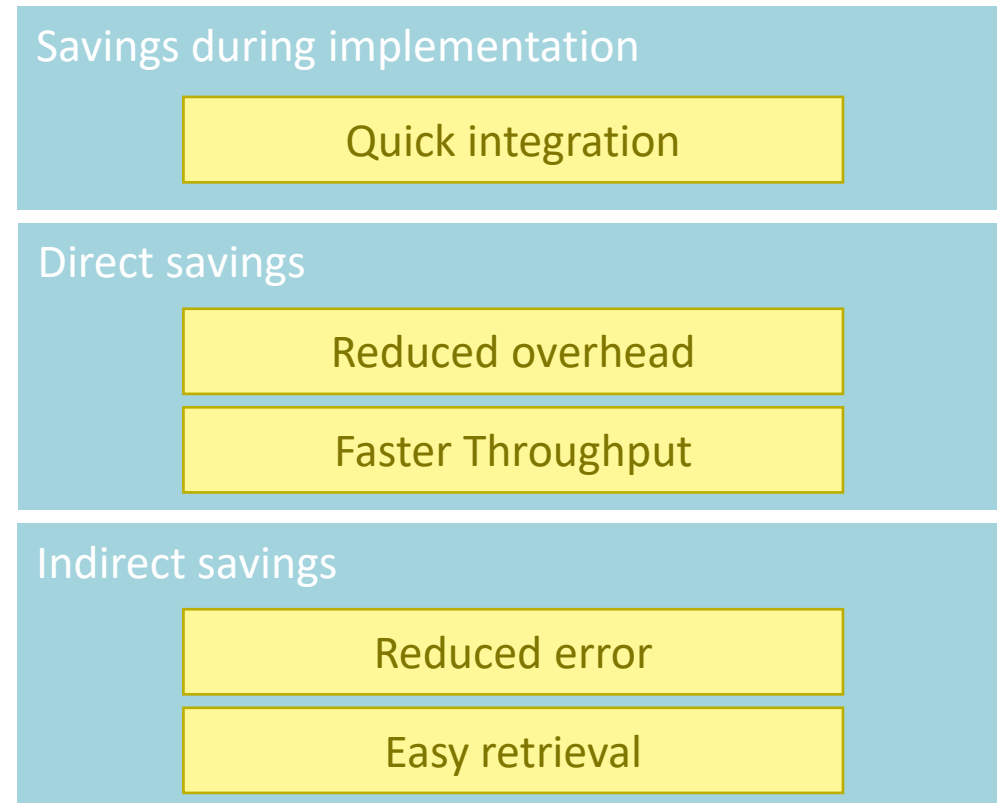 Savings during implementation
Quick integration
Direct savings
Reduced overhead
Faster Throughput
Indirect savings
Reduced error
Easy retrieval